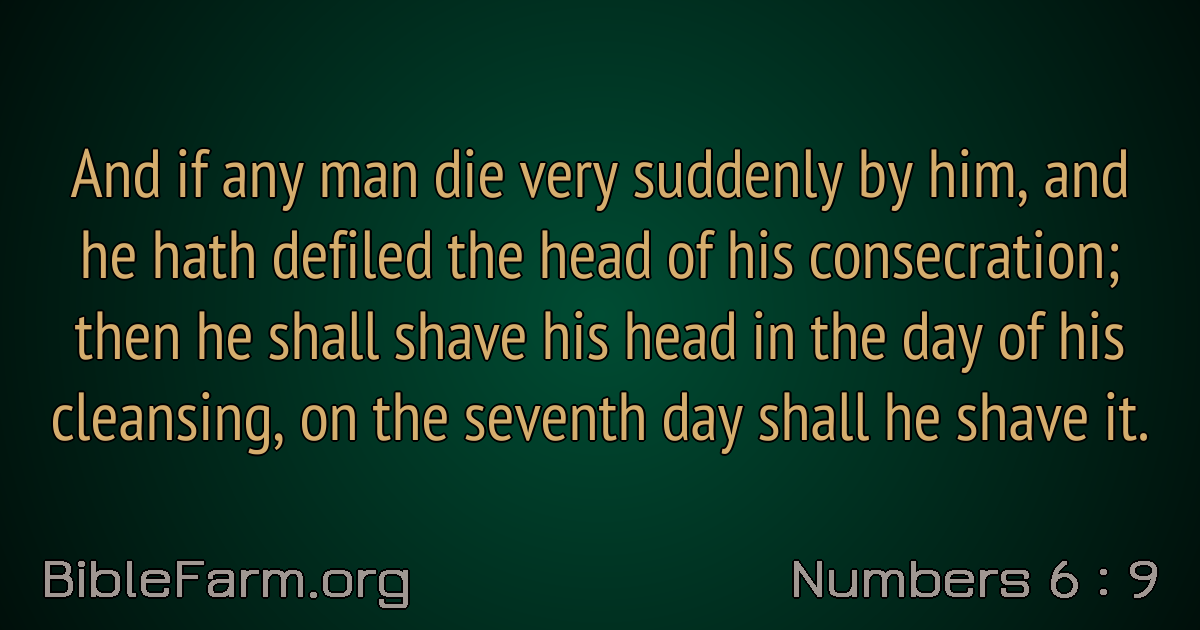 And if any man die very suddenly by him, and
he hath defiled the head of his consecration;
then he shall shave his head in the day of his
cleansing, on the seventh day shall he shave it.
BibleFarm.org
Numbers 6 : 9